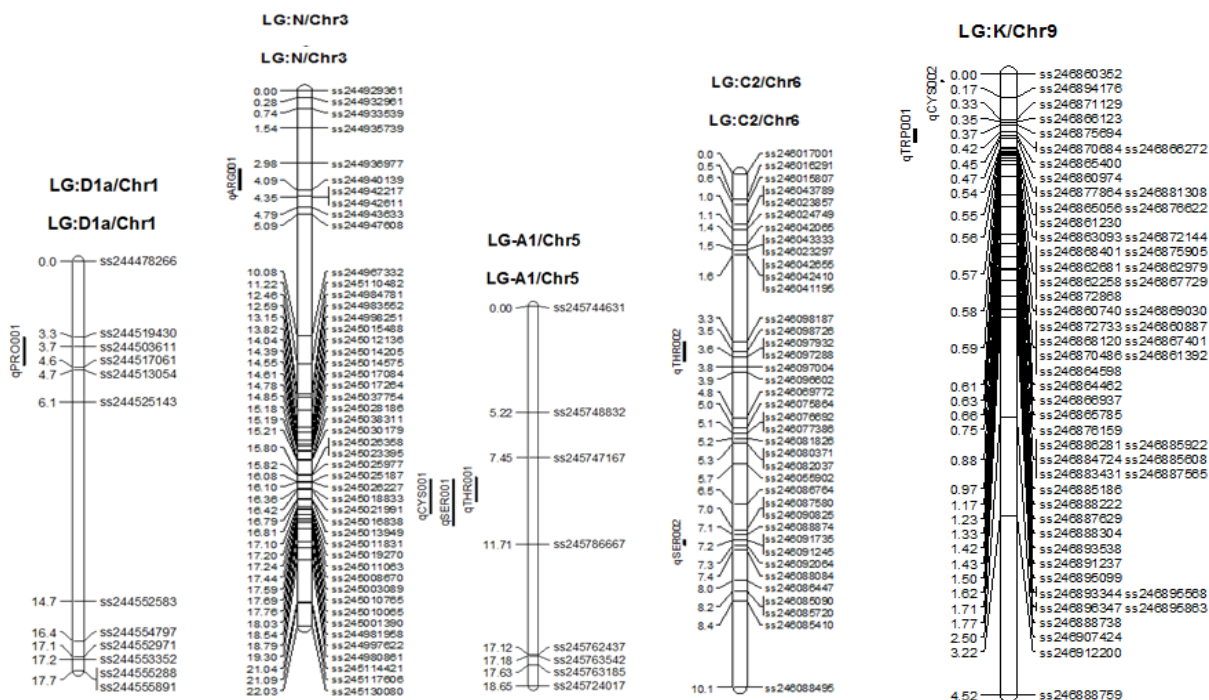 LG:D1a/Chr1
LG:D1a/Chr1
0.0 ss244478266
qPRO001
3.3 ss244519430
3.7 ss244503611
4.6 ss244517061
4.7 ss244513054
6.1 ss244525143
14.7 ss244552583
16.4 ss244554797
17.1 ss244552971
17.2 ss244553352
17.7 ss244555288
ss244555891
LG:N/Chr3
LG:N/Chr3
0.00 ss244929361
0.28 ss244932961
0.74 ss244933539
1.54 ss244935739
qARG001
2.98 ss244936977
4.09 ss244940139
4.35 ss244942217
ss244942611
4.79 ss244943633
5.09 ss244947608
10.08 ss244967332
11.22 ss245110482
12.46 ss244984781
12.59 ss244983552
13.15 ss244998251
13.82 ss245015488
14.04 ss245012136
14.39 ss245014205
14.55 ss245014575
14.61 ss245017084
14.78 ss245017264
14.85 ss245037754
15.18 ss245028186
15.19 ss245038311
15.21 ss245030179
15.80 ss245026358
ss245023395
15.82 ss245025977
16.08 ss245025187
16.10 ss245026227
16.36 ss245018833
16.42 ss245021991
16.79 ss245016838
16.81 ss245013949
17.10 ss245011831
17.20 ss245019270
17.24 ss245011063
17.44 ss245008670
17.59 ss245003089
17.69 ss245010765
17.76 ss245010065
18.03 ss245001390
18.54 ss244981958
18.79 ss244997622
19.30 ss244980861
21.04 ss245114421
21.09 ss245117606
22.03 ss245130080
LG-A1/Chr5
LG-A1/Chr5
0.00 ss245744631
5.22 ss245748832
7.45 ss245747167
qCYS001
qSER001
qTHR001
11.71 ss245786667
17.12 ss245762437
17.18 ss245763542
17.63 ss245763185
18.65 ss245724017
LG:C2/Chr6
LG:C2/Chr6
0.0 ss246017001
0.5 ss246016291
0.6 ss246015807
1.0 ss246043789
ss246023857
1.1 ss246024749
1.4 ss246042065
1.5 ss246043333
ss246023297
1.6 ss246042655
ss246042410
ss246041195
qTHR002
3.3 ss246098187
3.5 ss246098726
3.6 ss246097932
ss246097288
3.8 ss246097004
3.9 ss246096602
4.8 ss246069772
5.0 ss246075864
5.1 ss246076692
ss246077386
5.2 ss246081826
5.3 ss246080371
ss246082037
5.7 ss246055902
6.5 ss246086764
7.0 ss246087580
ss246090825
qSER002
7.1 ss246088874
7.2 ss246091735
ss246091245
7.3 ss246092064
7.4 ss246088084
8.0 ss246086447
8.2 ss246085090
ss246085720
8.4 ss246085410
10.1 ss246088495
LG:K/Chr9
qCYS002
qTRP001
0.00 ss246860352
0.17 ss246894176
0.33 ss246871129
0.35 ss246866123
0.37 ss246875694
0.42 ss246870684 ss246866272
0.45 ss246865400
0.47 ss246860974
0.54 ss246877864 ss246881308
0.55 ss246865056 ss246876622
ss246861230
0.56 ss246863093 ss246872144
ss246868401 ss246875905
0.57 ss246862681 ss246862979
ss246862258 ss246867729
ss246872868
0.58 ss246860740 ss246869030
ss246872733 ss246860887
0.59 ss246868120 ss246867401
ss246870486 ss246861392
ss246864598
0.61 ss246864462
0.63 ss246866937
0.66 ss246865785
0.75 ss246876159
ss246886281 ss246885922
0.88 ss246884724 ss246885608
ss246883431 ss246887565
0.97 ss246885186
1.17 ss246888222
1.23 ss246887629
1.33 ss246888304
1.42 ss246893538
1.43 ss246891237
1.50 ss246895099
1.62 ss246893344 ss246895568
1.71 ss246896347 ss246895863
1.77 ss246888738
2.50 ss246907424
3.22 ss246912200
4.52 ss246888759